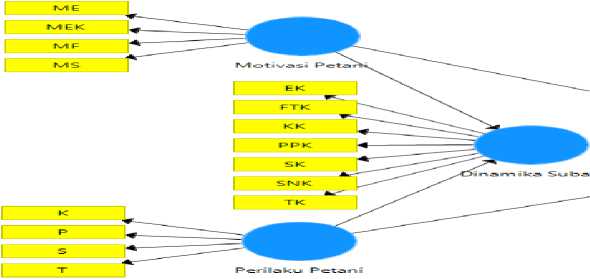 ME
MEK
MF
MS
Motivasi Petani
EK
FTK
KK
PPK
SK
SNK
TK
Dinamika Suba
K
P
S
T
Perilaku Petani